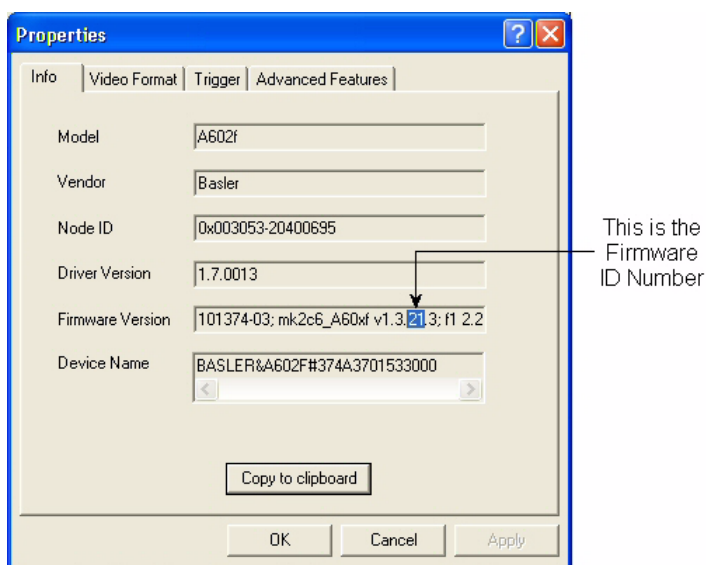 Properties
Info Video Format Trigger Advanced Features
Model A602f
Vendor Basler
Node ID 0x003053-20400695
Driver Version 1.7.0013
Firmware Version 101374-03; mk2c6_A60xf v1.3.21.3; f1 2.2
Device Name BASLER&A602F#374A3701533000
Copy to clipboard
OK Cancel Apply
This is the
Firmware
ID Number